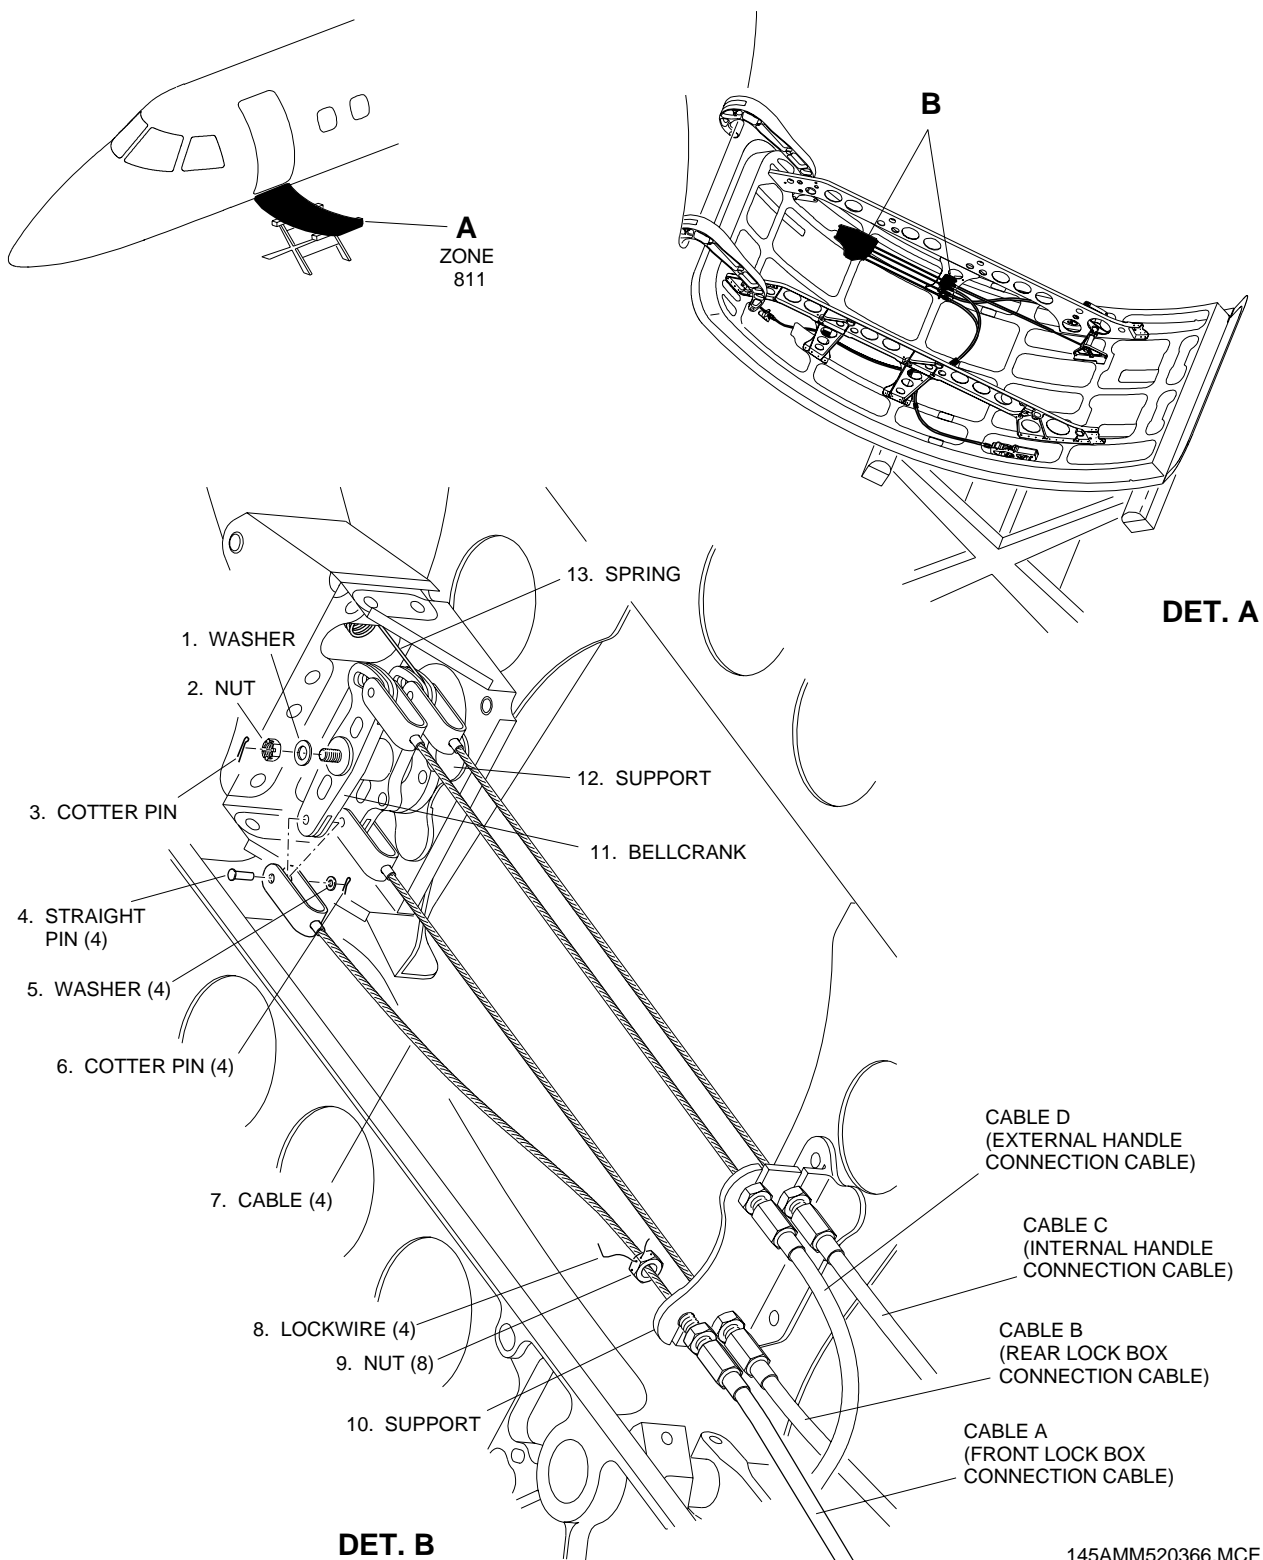 A
ZONE
811
B
DET. A
13. SPRING
1. WASHER
2. NUT
3. COTTER PIN
12. SUPPORT
11. BELLCRANK
4. STRAIGHT
PIN (4)
5. WASHER (4)
6. COTTER PIN (4)
7. CABLE (4)
8. LOCKWIRE (4)
9. NUT (8)
10. SUPPORT
CABLE D
(EXTERNAL HANDLE
CONNECTION CABLE)
CABLE C
(INTERNAL HANDLE
CONNECTION CABLE)
CABLE B
(REAR LOCK BOX
CONNECTION CABLE)
CABLE A
(FRONT LOCK BOX
CONNECTION CABLE)
DET. B
145AMM520366.MCE